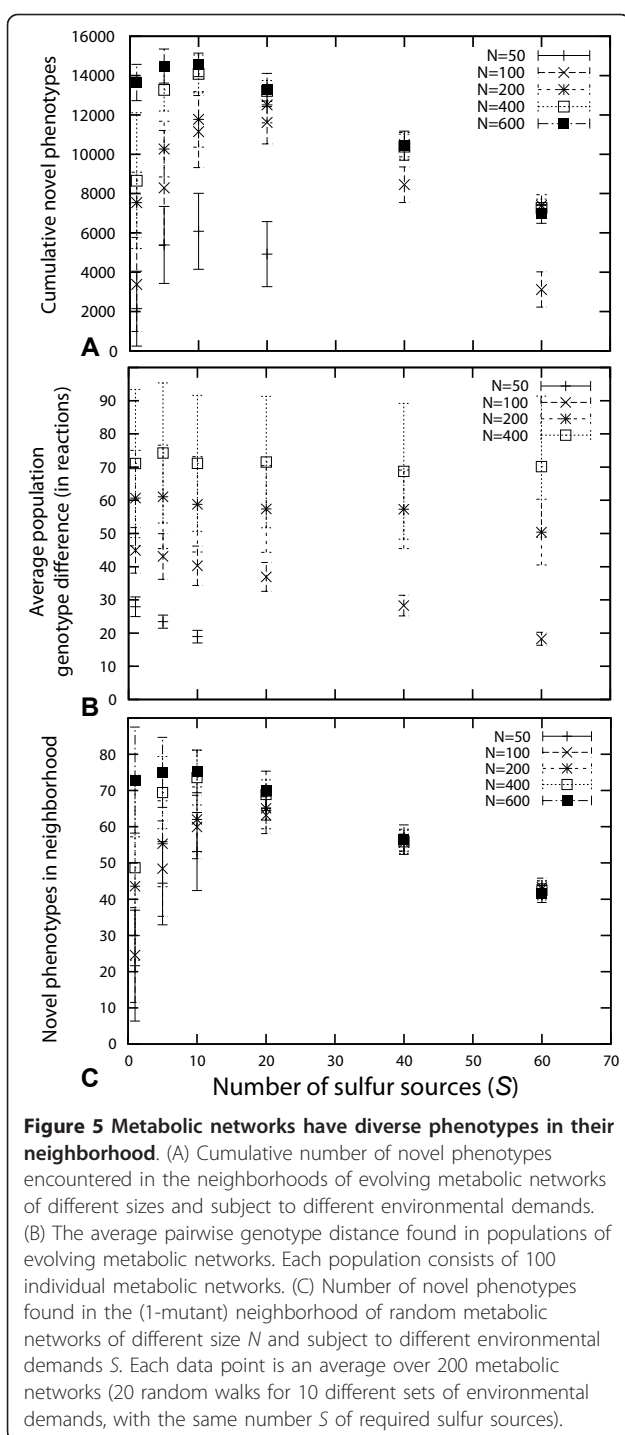 16000
14000
12000
10000
8000
6000
4000
2000
0
Cumulative novel phenotypes
N=50
N=100
N=200
N=400
N=600
A
90
80
70
60
50
40
30
20
10
0
Average population
genotype difference (in reactions)
N=50
N=100
N=200
N=400
B
80
70
60
50
40
30
20
10
0
Novel phenotypes in neighborhood
N=50
N=100
N=200
N=400
N=600
0 10 20 30 40 50 60 70
C
Number of sulfur sources (S)
Figure 5 Metabolic networks have diverse phenotypes in their
neighborhood. (A) Cumulative number of novel phenotypes
encountered in the neighborhoods of evolving metabolic networks
of different sizes and subject to different environmental demands.
(B) The average pairwise genotype distance found in populations of
evolving metabolic networks. Each population consists of 100
individual metabolic networks. (C) Number of novel phenotypes
found in the (1-mutant) neighborhood of random metabolic
networks of different size N and subject to different environmental
demands S. Each data point is an average over 200 metabolic
networks (20 random walks for 10 different sets of environmental
demands, with the same number S of required sulfur sources).